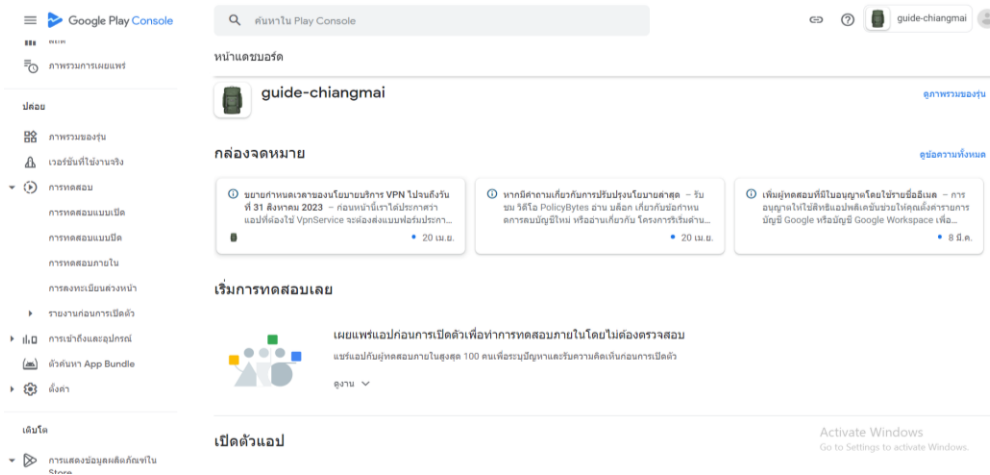 Google Play Console
ค้นหาใน Play Console
guide-chiangmai
ภาพรวมการเผยแพร่
ปล่อย
ภาพรวมของรุ่น
เวอร์ชันที่ใช้งานจริง
การทดสอบ
การทดสอบแบบเปิด
การทดสอบแบบปิด
การทดสอบภายใน
การลงทะเบียนล่วงหน้า
รายงานก่อนการเปิดตัว
การเข้าถึงและอุปกรณ์
ตัวค้นหา App Bundle
ตั้งค่า
เติบโต
การแสดงข้อมูลผลิตภัณฑ์ใน
Store
หน้าแดชบอร์ด
guide-chiangmai
ดูภาพรวมของรุ่น
กล่องจดหมาย
ดูข้อความทั้งหมด
ขยายกำหนดเวลาของนโยบายบริการ VPN ไปจนถึงวัน
ที่ 31 สิงหาคม 2023 – ก่อนหน้านี้เราได้ประกาศว่า
แอปที่ต้องใช้ VpnService จะต้องส่งแบบฟอร์มประกา...
20 เม.ย.
หากมีคำถามเกี่ยวกับการปรับปรุงนโยบายล่าสุด – รับ
ชม วิดีโอ PolicyBytes อ่าน บล็อก เกี่ยวกับข้อกำหน
ดการลบบัญชีใหม่ หรืออ่านเกี่ยวกับ โครงการริเริ่มด้าน...
20 เม.ย.
เพิ่มผู้ทดสอบที่มีใบอนุญาตโดยใช้รายชื่ออีเมล – การ
อนุญาตให้ใช้สิทธิแอปพลิเคชันช่วยให้คุณตั้งค่ารายการ
บัญชี Google หรือบัญชี Google Workspace เพื่อ...
8 มี.ค.
เริ่มการทดสอบเลย
เผยแพร่แอปก่อนการเปิดตัวเพื่อทำการทดสอบภายในโดยไม่ต้องตรวจสอบ
แชร์แอปกับผู้ทดสอบภายในสูงสุด 100 คนเพื่อระบุปัญหาและรับความคิดเห็นก่อนการเปิดตัว
ดูงาน
เปิดตัวแอป
Activate Windows
Go to Settings to activate Windows.